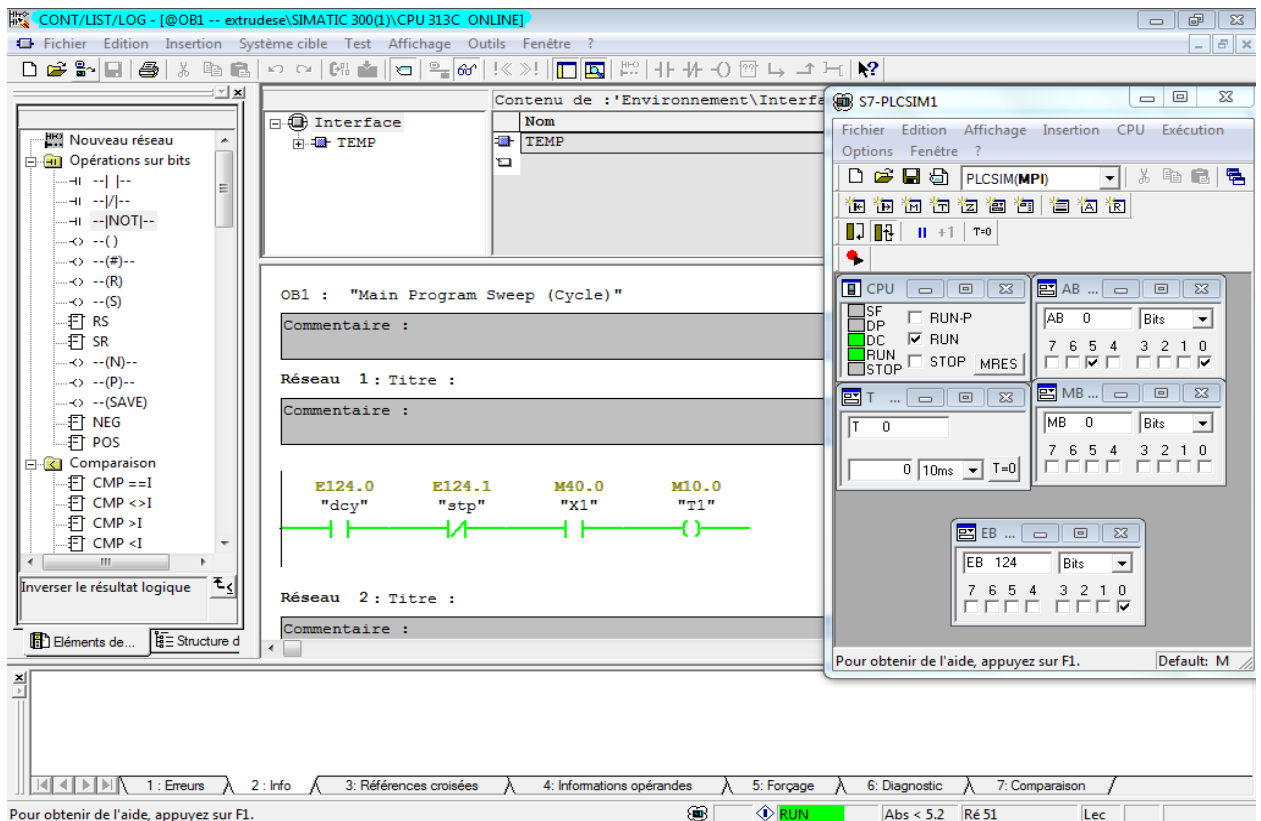 CONT/LIST/LOG - [@OB1 -- extrudese\SIMATIC 300(1)\CPU 313C ONLINE]
Fichier Edition Insertion Système cible Test Affichage Outils Fenêtre ?
Contenu de :'Environnement\Interfa
Interface
TEMP
Nom
TEMP
Nouveau réseau
Opérations sur bits
--| |--
--|/|--
--|NOT|--
--( )
--(#)--
--(R)
--(S)
RS
SR
--(N)--
--(P)--
--(SAVE)
NEG
POS
Comparaison
CMP ==I
CMP <>I
CMP >I
CMP <I
Inverser le résultat logique
Eléments de...
Structure d
OB1 : "Main Program Sweep (Cycle)"
Commentaire :
Réseau 1 : Titre :
Commentaire :
E124.0 E124.1 M40.0 M10.0
"dcy" "stp" "X1" "T1"
Réseau 2 : Titre :
Commentaire :
S7-PLCSIM1
Fichier Edition Affichage Insertion CPU Exécution
Options Fenêtre ?
PLCSIM(MPI)
+1 T=0
CPU
SF
DP
DC
RUN
STOP
RUN-P
RUN
STOP
MRES
AB ...
AB 0 Bits
7 6 5 4 3 2 1 0
T ...
T 0
0 10ms T=0
MB ...
MB 0 Bits
7 6 5 4 3 2 1 0
EB ...
EB 124 Bits
7 6 5 4 3 2 1 0
Pour obtenir de l'aide, appuyez sur F1. Default: M
1 : Erreurs 2 : Info 3: Références croisées 4: Informations opérandes 5: Forçage 6: Diagnostic 7: Comparaison
Pour obtenir de l'aide, appuyez sur F1. RUN Abs < 5.2 Ré 51 Lec